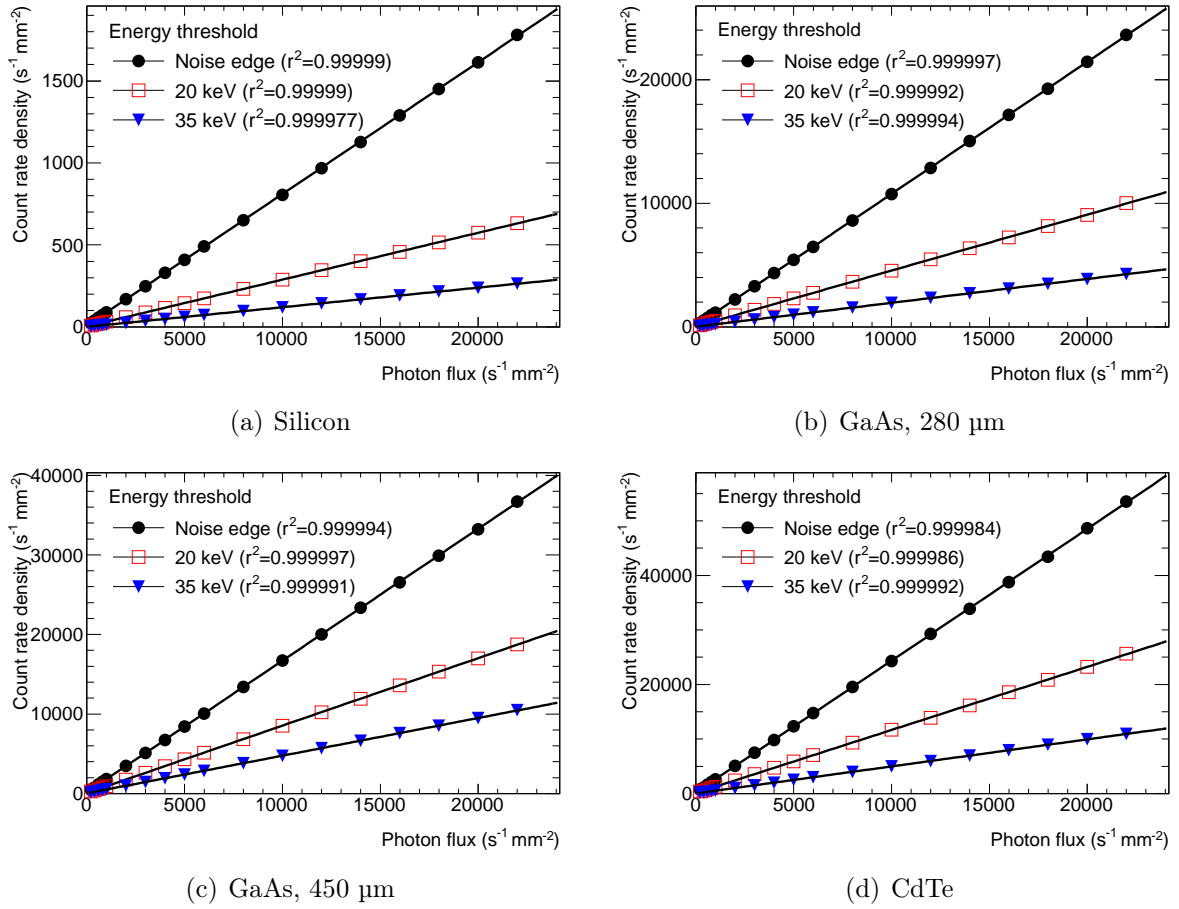 Count rate density (s⁻¹ mm⁻²)
Energy threshold
Noise edge (r²=0.99999)
20 keV (r²=0.99999)
35 keV (r²=0.999977)
1500
1000
500
0
0 5000 10000 15000 20000
Photon flux (s⁻¹ mm⁻²)
(a) Silicon
Count rate density (s⁻¹ mm⁻²)
Energy threshold
Noise edge (r²=0.999997)
20 keV (r²=0.999992)
35 keV (r²=0.999994)
20000
10000
0
0 5000 10000 15000 20000
Photon flux (s⁻¹ mm⁻²)
(b) GaAs, 280 µm
Count rate density (s⁻¹ mm⁻²)
Energy threshold
Noise edge (r²=0.999994)
20 keV (r²=0.999997)
35 keV (r²=0.999991)
40000
30000
20000
10000
0
0 5000 10000 15000 20000
Photon flux (s⁻¹ mm⁻²)
(c) GaAs, 450 µm
Count rate density (s⁻¹ mm⁻²)
Energy threshold
Noise edge (r²=0.999984)
20 keV (r²=0.999986)
35 keV (r²=0.999992)
40000
20000
0
0 5000 10000 15000 20000
Photon flux (s⁻¹ mm⁻²)
(d) CdTe